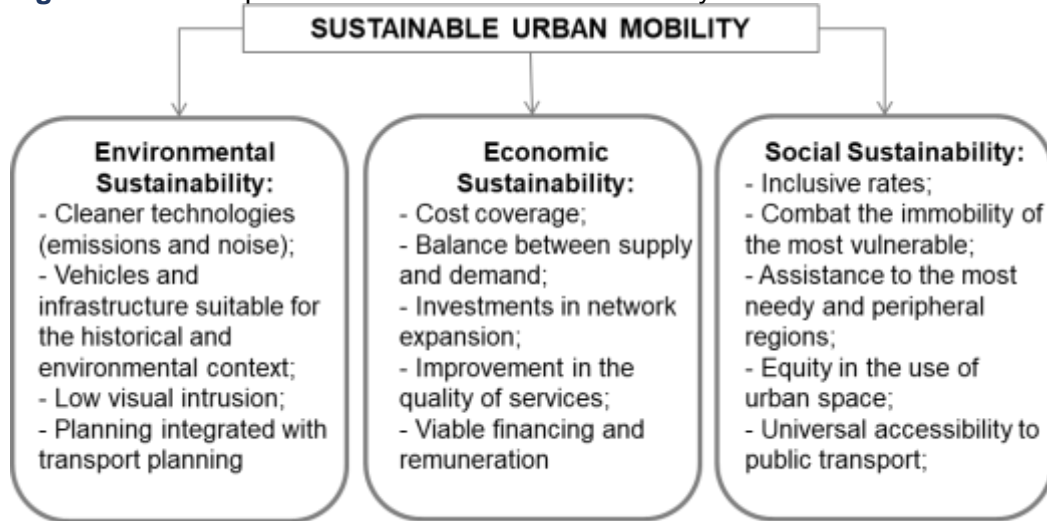 SUSTAINABLE URBAN MOBILITY
Environmental
Sustainability:
- Cleaner technologies
(emissions and noise);
- Vehicles and
infrastructure suitable for
the historical and
environmental context;
- Low visual intrusion;
- Planning integrated with
transport planning
Economic
Sustainability:
- Cost coverage;
- Balance between supply
and demand;
- Investments in network
expansion;
- Improvement in the
quality of services;
- Viable financing and
remuneration
Social Sustainability:
- Inclusive rates;
- Combat the immobility of
the most vulnerable;
- Assistance to the most
needy and peripheral
regions;
- Equity in the use of
urban space;
- Universal accessibility to
public transport;